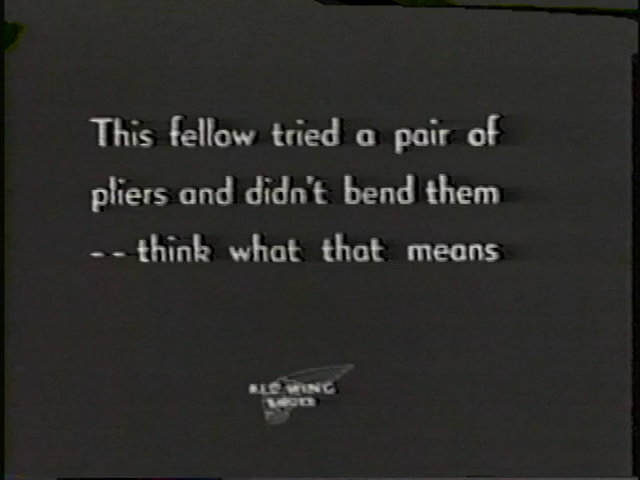 This fellow tried a pair of
pliers and didn't bend them
-- think what that means
RED WING
SHOES